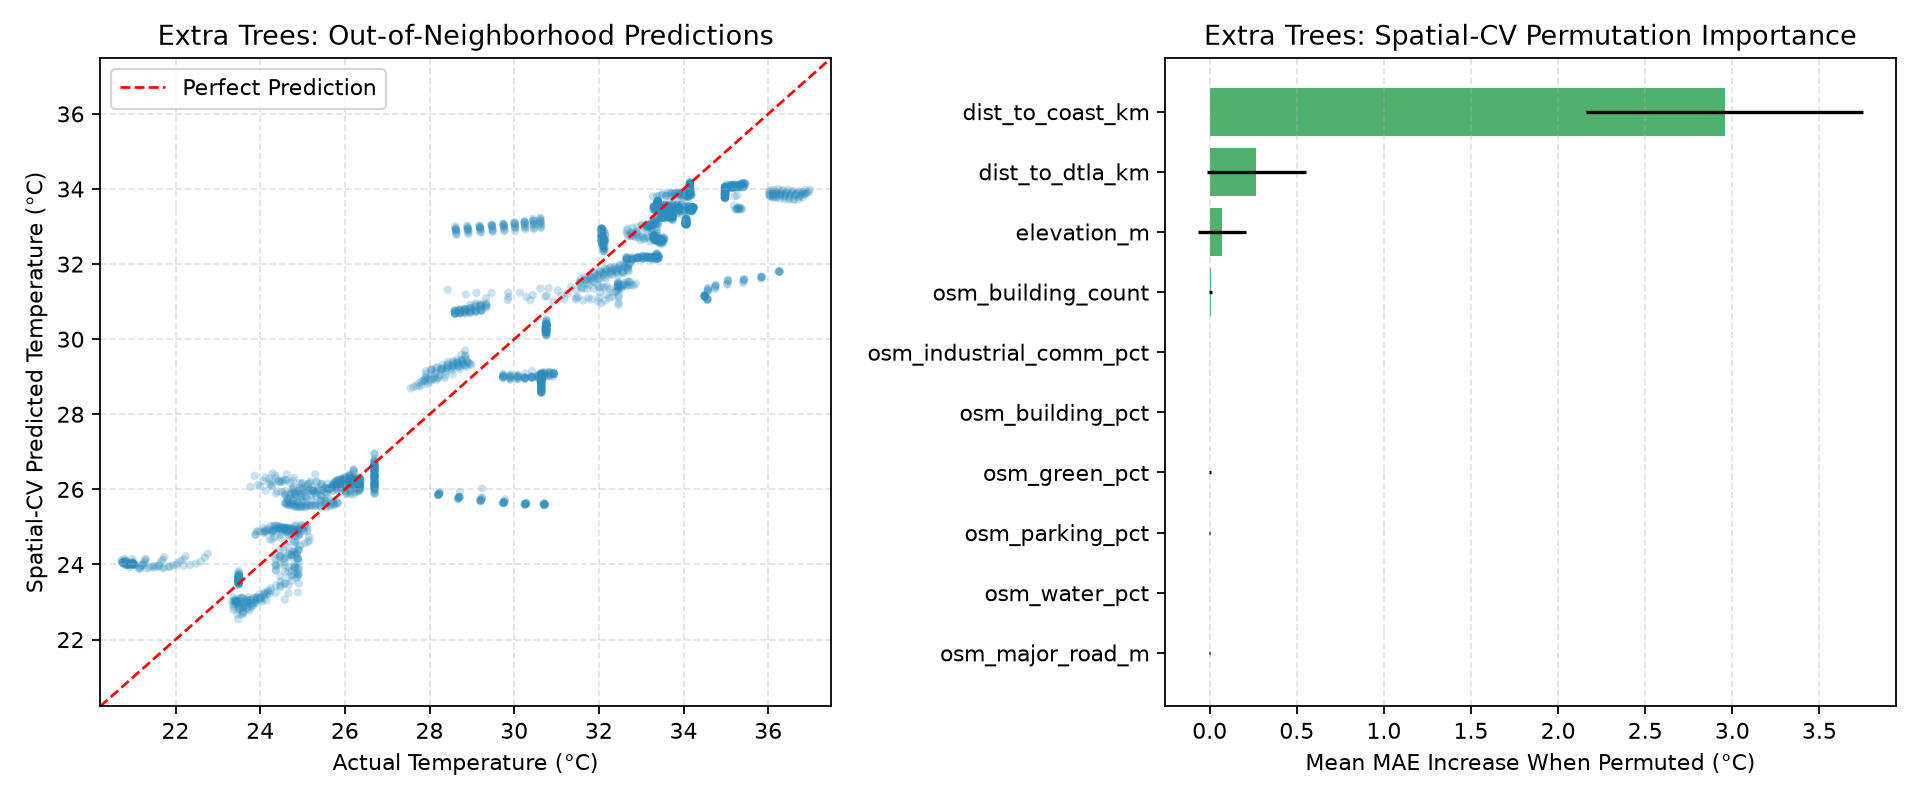 Extra Trees: Out-of-Neighborhood Predictions
Perfect Prediction
36
34
32
30
28
26
24
22
Spatial-CV Predicted Temperature (°C)
22 24 26 28 30 32 34 36
Actual Temperature (°C)
Extra Trees: Spatial-CV Permutation Importance
dist_to_coast_km
dist_to_dtla_km
elevation_m
osm_building_count
osm_industrial_comm_pct
osm_building_pct
osm_green_pct
osm_parking_pct
osm_water_pct
osm_major_road_m
0.0 0.5 1.0 1.5 2.0 2.5 3.0 3.5
Mean MAE Increase When Permuted (°C)